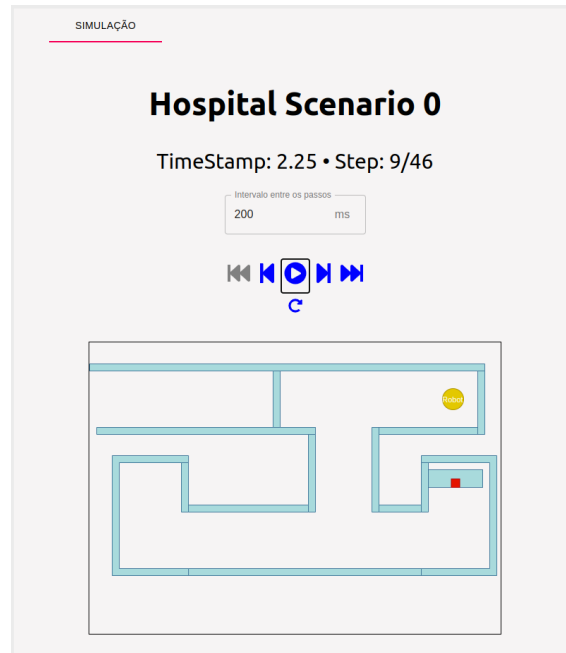 SIMULAÇÃO
Hospital Scenario 0
TimeStamp: 2.25 • Step: 9/46
Intervalo entre os passos
200 ms
Robot